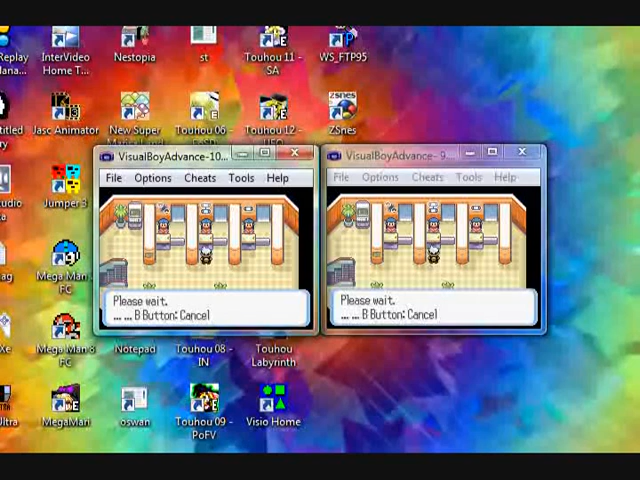 Replay
Mana...
InterVideo
Home T...
Nestopia
st
Touhou 11 -
SA
WS_FTP95
Jasc Animator
New Super
Touhou 06 -
Touhou 12 -
ZSnes
VisualBoyAdvance-10...
VisualBoyAdvance- 9...
File Options Cheats Tools Help
File Options Cheats Tools Help
Jumper 3
Mega Man
FC
Please wait.
... ... B Button: Cancel
Please wait.
... ... B Button: Cancel
Mega Man 8
FC
Notepad
Touhou 08 -
IN
Touhou
Labyrinth
MegaMari
oswan
Touhou 09 -
PoFV
Visio Home